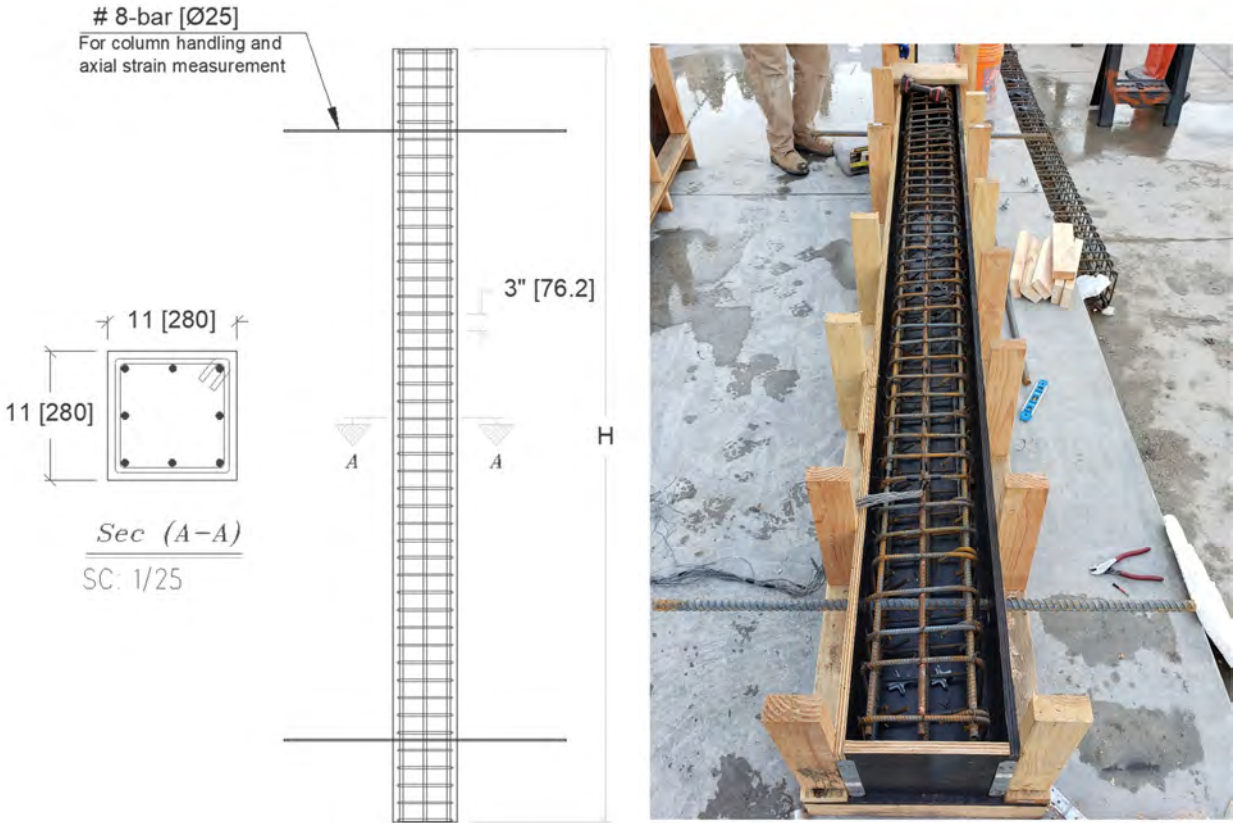 # 8-bar [Ø25]
For column handling and
axial strain measurement
3" [76.2]
11 [280]
11 [280]
H
A
A
Sec (A-A)
SC: 1/25